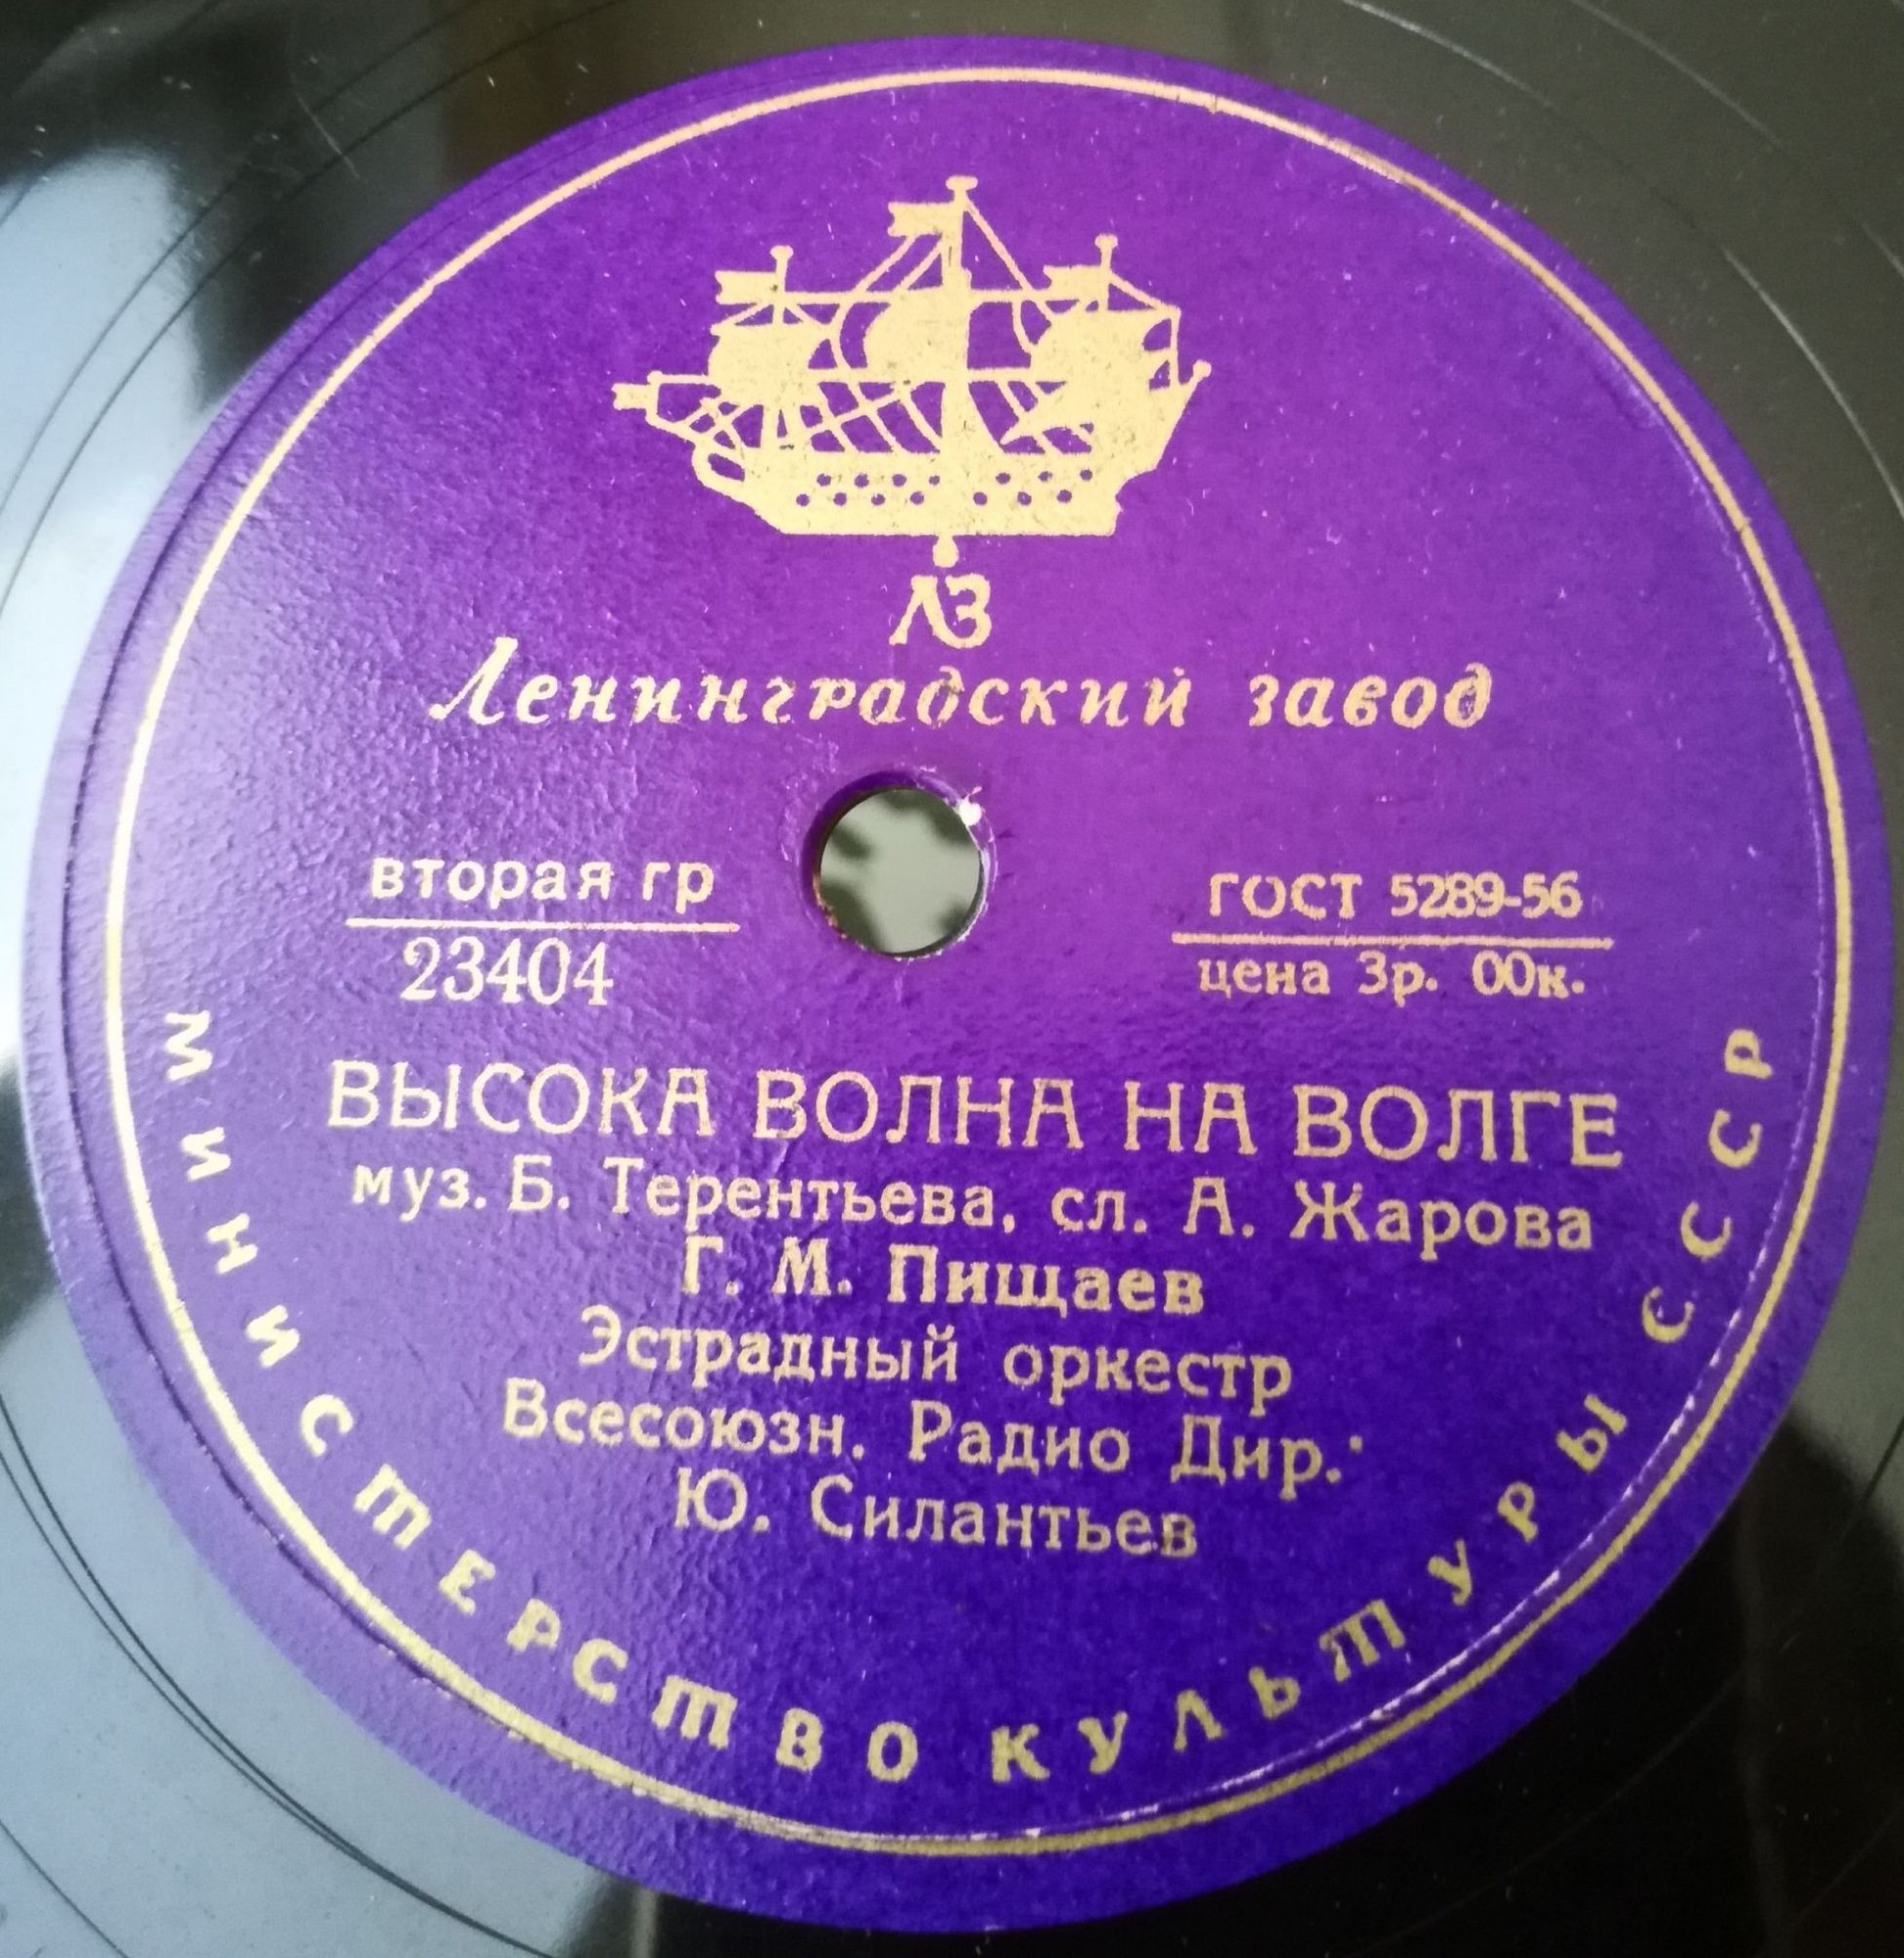 ЛЗ
Ленинградский завод
вторая гр
23404
ГОСТ 5289-56
цена 3р. 00к.
ВЫСОКА ВОЛНА НА ВОЛГЕ
муз. Б. Терентьева, сл. А. Жарова
Г. М. Пищаев
Эстрадный оркестр
Всесоюзн. Радио Дир.:
Ю. Силантьев
МИНИСТЕРСТВО КУЛЬТУРЫ СССР